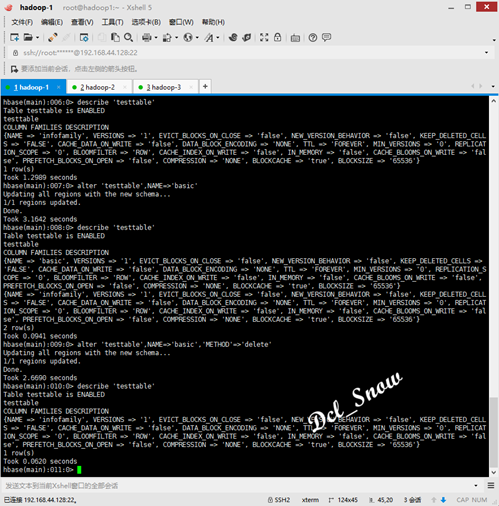 hadoop-1 root@hadoop1:~ - Xshell 5
文件(F) 编辑(E) 查看(V) 工具(T) 选项卡(B) 窗口(W) 帮助(H)
ssh://root:******@192.168.44.128:22
要添加当前会话，点击左侧的箭头按钮。
1 hadoop-1 2 hadoop-2 3 hadoop-3 +
hbase(main):006:0> describe 'testtable'
Table testtable is ENABLED
testtable
COLUMN FAMILIES DESCRIPTION
{NAME => 'infofamily', VERSIONS => '1', EVICT_BLOCKS_ON_CLOSE => 'false', NEW_VERSION_BEHAVIOR => 'false', KEEP_DELETED_CELL
S => 'FALSE', CACHE_DATA_ON_WRITE => 'false', DATA_BLOCK_ENCODING => 'NONE', TTL => 'FOREVER', MIN_VERSIONS => '0', REPLICAT
ION_SCOPE => '0', BLOOMFILTER => 'ROW', CACHE_INDEX_ON_WRITE => 'false', IN_MEMORY => 'false', CACHE_BLOOMS_ON_WRITE => 'fal
se', PREFETCH_BLOCKS_ON_OPEN => 'false', COMPRESSION => 'NONE', BLOCKCACHE => 'true', BLOCKSIZE => '65536'}
1 row(s)
Took 1.2989 seconds
hbase(main):007:0> alter 'testtable',NAME=>'basic'
Updating all regions with the new schema...
1/1 regions updated.
Done.
Took 3.1642 seconds
hbase(main):008:0> describe 'testtable'
Table testtable is ENABLED
testtable
COLUMN FAMILIES DESCRIPTION
{NAME => 'basic', VERSIONS => '1', EVICT_BLOCKS_ON_CLOSE => 'false', NEW_VERSION_BEHAVIOR => 'false', KEEP_DELETED_CELLS =>
'FALSE', CACHE_DATA_ON_WRITE => 'false', DATA_BLOCK_ENCODING => 'NONE', TTL => 'FOREVER', MIN_VERSIONS => '0', REPLICATION_S
COPE => '0', BLOOMFILTER => 'ROW', CACHE_INDEX_ON_WRITE => 'false', IN_MEMORY => 'false', CACHE_BLOOMS_ON_WRITE => 'false',
PREFETCH_BLOCKS_ON_OPEN => 'false', COMPRESSION => 'NONE', BLOCKCACHE => 'true', BLOCKSIZE => '65536'}
{NAME => 'infofamily', VERSIONS => '1', EVICT_BLOCKS_ON_CLOSE => 'false', NEW_VERSION_BEHAVIOR => 'false', KEEP_DELETED_CELL
S => 'FALSE', CACHE_DATA_ON_WRITE => 'false', DATA_BLOCK_ENCODING => 'NONE', TTL => 'FOREVER', MIN_VERSIONS => '0', REPLICAT
ION_SCOPE => '0', BLOOMFILTER => 'ROW', CACHE_INDEX_ON_WRITE => 'false', IN_MEMORY => 'false', CACHE_BLOOMS_ON_WRITE => 'fal
se', PREFETCH_BLOCKS_ON_OPEN => 'false', COMPRESSION => 'NONE', BLOCKCACHE => 'true', BLOCKSIZE => '65536'}
2 row(s)
Took 0.0941 seconds
hbase(main):009:0> alter 'testtable',NAME=>'basic','METHOD'=>'delete'
Updating all regions with the new schema...
1/1 regions updated.
Done.
Took 2.6690 seconds
hbase(main):010:0> describe 'testtable'
Table testtable is ENABLED
testtable
COLUMN FAMILIES DESCRIPTION
{NAME => 'infofamily', VERSIONS => '1', EVICT_BLOCKS_ON_CLOSE => 'false', NEW_VERSION_BEHAVIOR => 'false', KEEP_DELETED_CELL
S => 'FALSE', CACHE_DATA_ON_WRITE => 'false', DATA_BLOCK_ENCODING => 'NONE', TTL => 'FOREVER', MIN_VERSIONS => '0', REPLICAT
ION_SCOPE => '0', BLOOMFILTER => 'ROW', CACHE_INDEX_ON_WRITE => 'false', IN_MEMORY => 'false', CACHE_BLOOMS_ON_WRITE => 'fal
se', PREFETCH_BLOCKS_ON_OPEN => 'false', COMPRESSION => 'NONE', BLOCKCACHE => 'true', BLOCKSIZE => '65536'}
1 row(s)
Took 0.0620 seconds
hbase(main):011:0>
Dcl_Snow
发送文本到当前Xshell窗口的全部会话
已连接 192.168.44.128:22。 SSH2 xterm 124x45 45,20 3 会话 CAP NUM